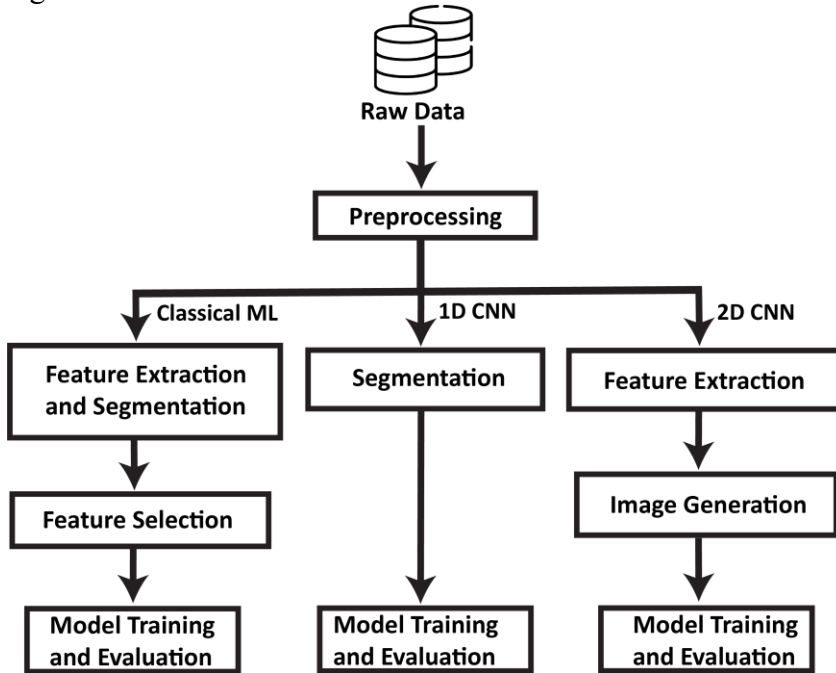 Raw Data
Preprocessing
Classical ML
1D CNN
2D CNN
Feature Extraction
and Segmentation
Segmentation
Feature Extraction
Feature Selection
Image Generation
Model Training
and Evaluation
Model Training
and Evaluation
Model Training
and Evaluation